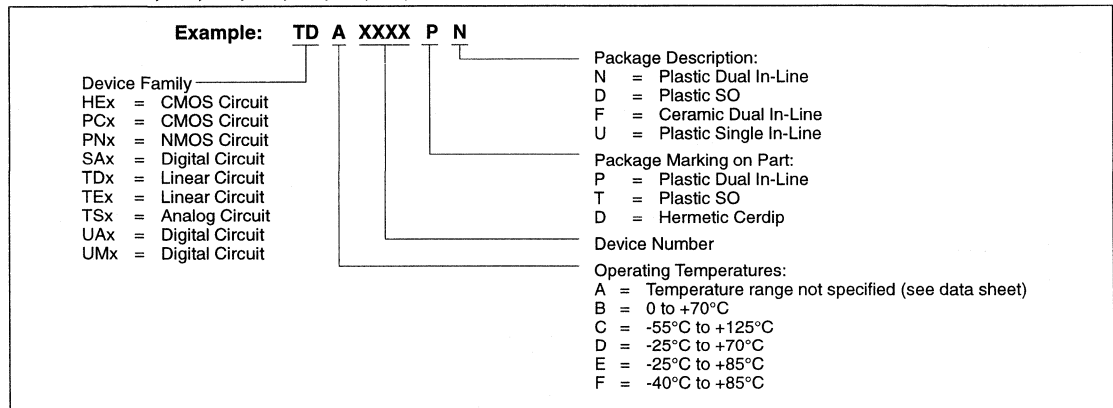 Example: TD A XXXX P N
Device Family
HEx = CMOS Circuit
PCx = CMOS Circuit
PNx = NMOS Circuit
SAx = Digital Circuit
TDx = Linear Circuit
TEx = Linear Circuit
TSx = Analog Circuit
UAx = Digital Circuit
UMx = Digital Circuit
Package Description:
N = Plastic Dual In-Line
D = Plastic SO
F = Ceramic Dual In-Line
U = Plastic Single In-Line
Package Marking on Part:
P = Plastic Dual In-Line
T = Plastic SO
D = Hermetic Cerdip
Device Number
Operating Temperatures:
A = Temperature range not specified (see data sheet)
B = 0 to +70°C
C = -55°C to +125°C
D = -25°C to +70°C
E = -25°C to +85°C
F = -40°C to +85°C